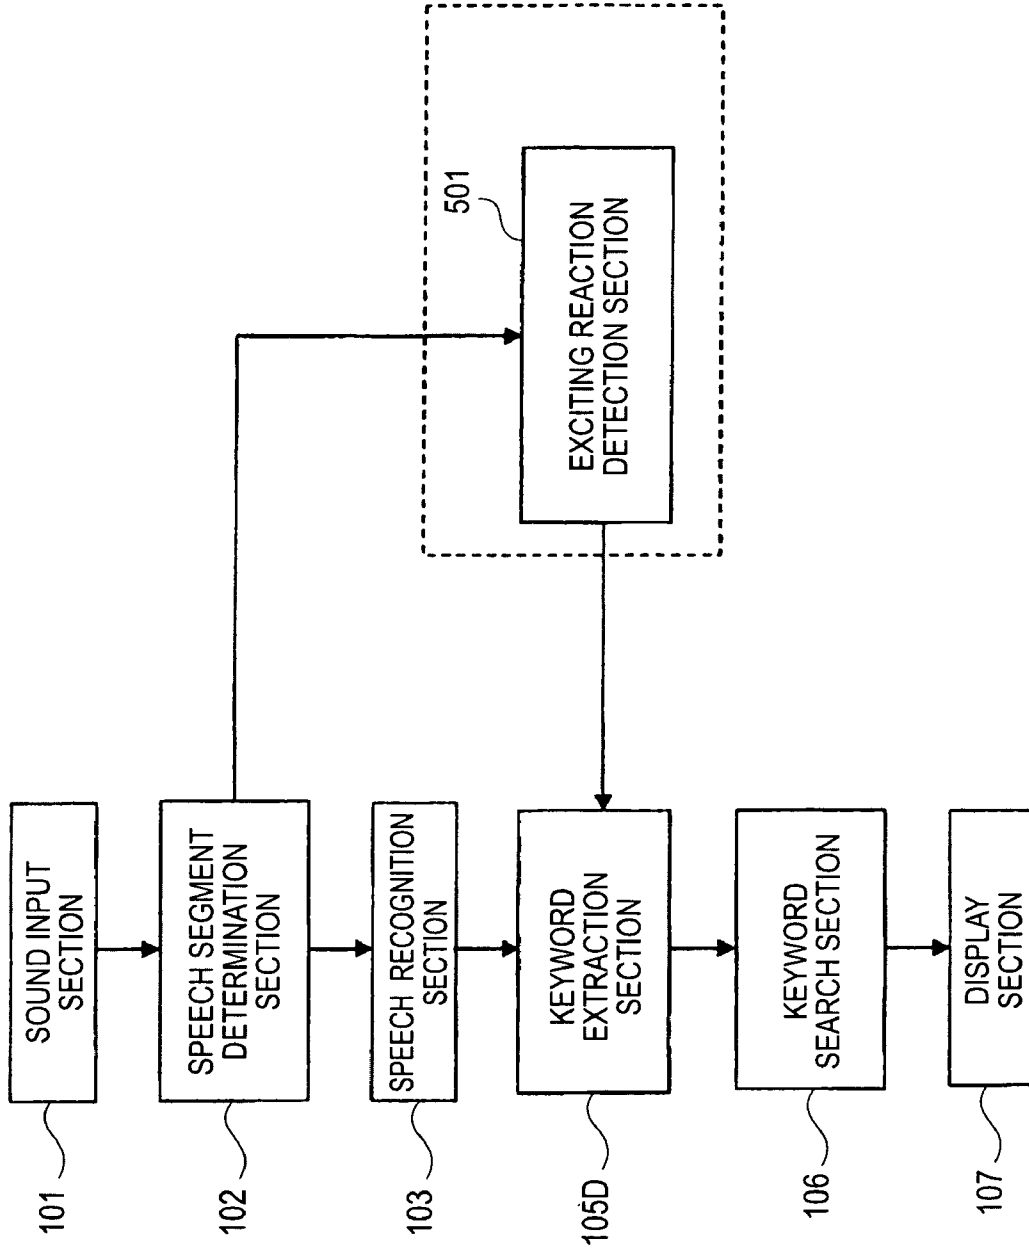 101
SOUND INPUT
SECTION
102
SPEECH SEGMENT
DETERMINATION
SECTION
103
SPEECH RECOGNITION
SECTION
105D
KEYWORD
EXTRACTION
SECTION
106
KEYWORD
SEARCH SECTION
107
DISPLAY
SECTION
501
EXCITING REACTION
DETECTION SECTION